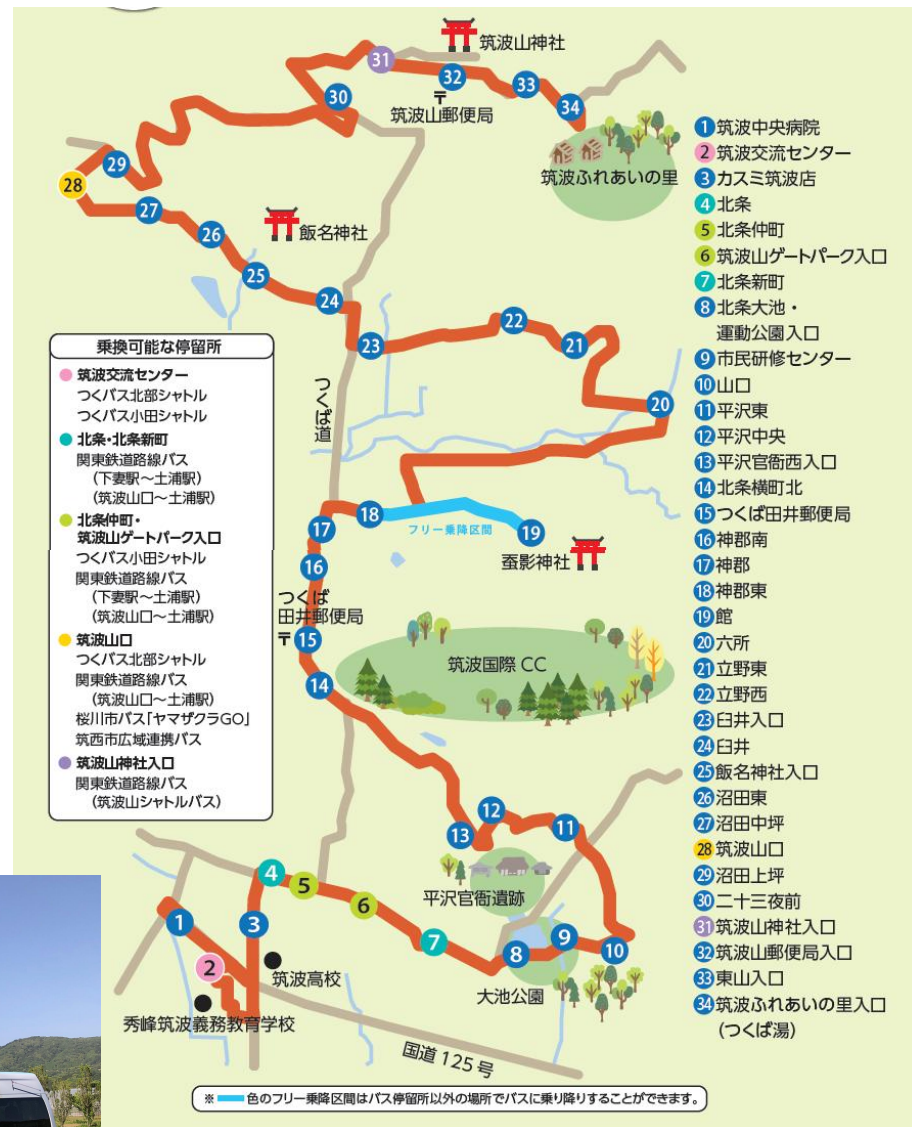 筑波山神社
31
32
33
34
30
〒
筑波山郵便局
筑波ふれあいの里
29
28
27
26
25
24
飯名神社
23
22
21
20
つくば道
19
18
17
16
15
14
フリー乗降区間
蚕影神社
つくば
田井郵便局
〒
筑波国際 CC
13
12
11
10
9
8
7
6
5
4
3
2
1
平沢官衙遺跡
大池公園
筑波高校
秀峰筑波義務教育学校
国道125号
乗換可能な停留所
筑波交流センター
つくバス北部シャトル
つくバス小田シャトル
北条・北条新町
関東鉄道路線バス
(下妻駅～土浦駅)
(筑波山口～土浦駅)
北条仲町・
筑波山ゲートパーク入口
つくバス小田シャトル
関東鉄道路線バス
(下妻駅～土浦駅)
(筑波山口～土浦駅)
筑波山口
つくバス北部シャトル
関東鉄道路線バス
(筑波山口～土浦駅)
桜川市バス「ヤマザクラGO」
筑西市広域連携バス
筑波山神社入口
関東鉄道路線バス
(筑波山シャトルバス)
1 筑波中央病院
2 筑波交流センター
3 カスミ筑波店
4 北条
5 北条仲町
6 筑波山ゲートパーク入口
7 北条新町
8 北条大池・
運動公園入口
9 市民研修センター
10 山口
11 平沢東
12 平沢中央
13 平沢官衙西入口
14 北条横町北
15 つくば田井郵便局
16 神郡南
17 神郡
18 神郡東
19 館
20 六所
21 立野東
22 立野西
23 臼井入口
24 臼井
25 飯名神社入口
26 沼田東
27 沼田中坪
28 筑波山口
29 沼田上坪
30 二十三夜前
31 筑波山神社入口
32 筑波山郵便局入口
33 東山入口
34 筑波ふれあいの里入口
(つくば湯)
※ 色のフリー乗降区間はバス停留所以外の場所でバスに乗り降りすることができます。